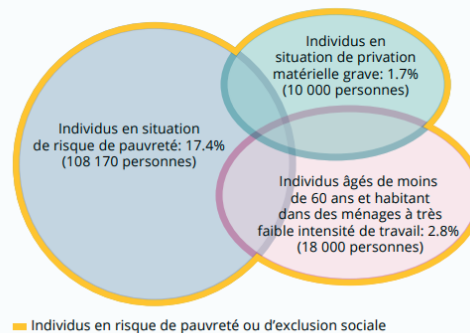 Individus en
situation de privation
matérielle grave: 1.7%
(10 000 personnes)
Individus en situation
de risque de pauvreté: 17.4%
(108 170 personnes)
Individus âgés de moins
de 60 ans et habitant
dans des ménages à très
faible intensité de travail: 2.8%
(18 000 personnes)
Individus en risque de pauvreté ou d'exclusion sociale